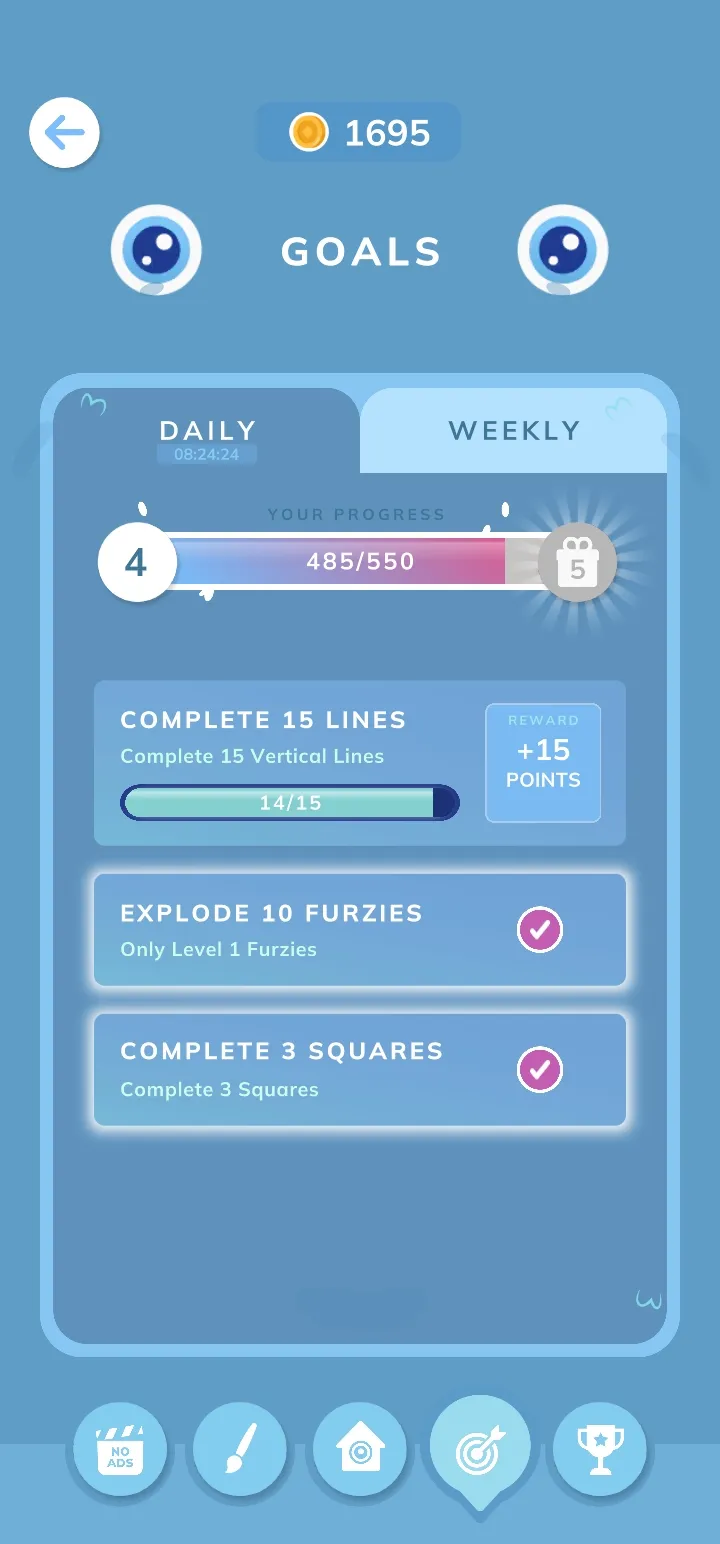 1695
GOALS
DAILY
WEEKLY
08:24:24
YOUR PROGRESS
4
485/550
5
COMPLETE 15 LINES
Complete 15 Vertical Lines
14/15
REWARD
+15
POINTS
EXPLODE 10 FURZIES
Only Level 1 Furzies
COMPLETE 3 SQUARES
Complete 3 Squares
NO
ADS